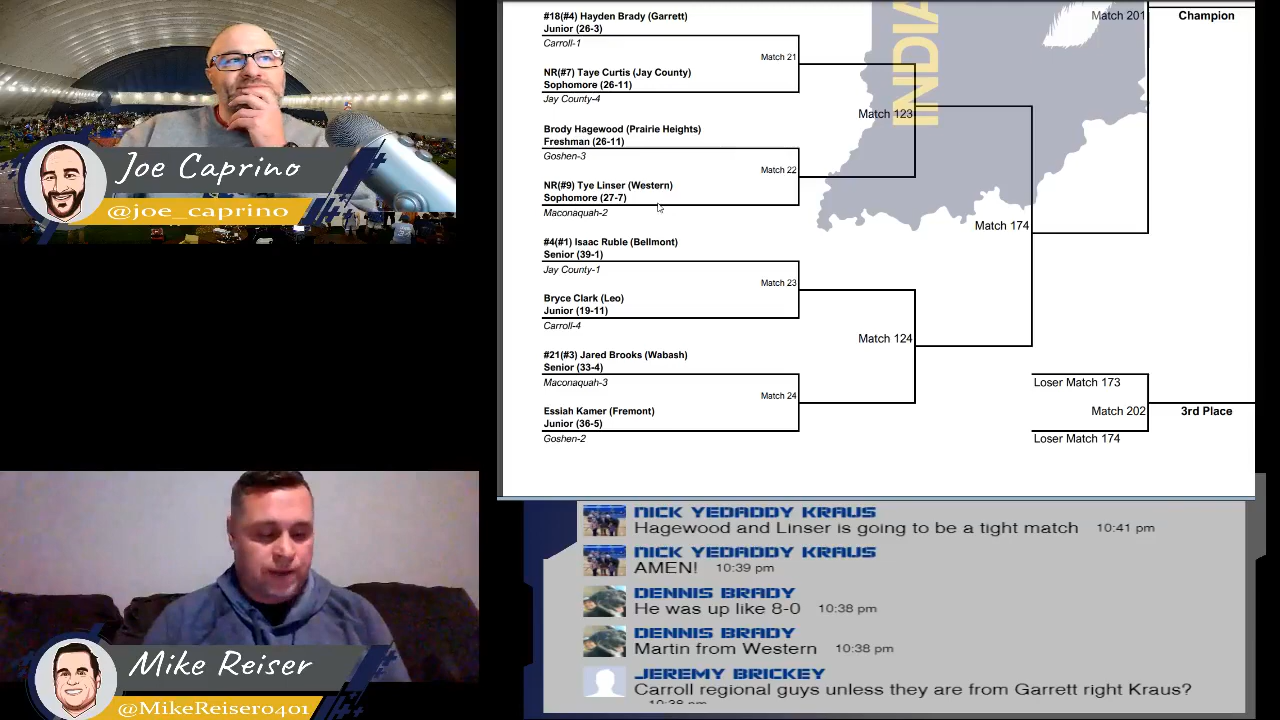 #18(#4) Hayden Brady (Garrett)
Junior (26-3)
Carroll-1
Match 21
NR(#7) Taye Curtis (Jay County)
Sophomore (26-11)
Jay County-4
Match 123
Brody Hagewood (Prairie Heights)
Freshman (26-11)
Goshen-3
Match 22
NR(#9) Tye Linser (Western)
Sophomore (27-7)
Maconaquah-2
Match 174
#4(#1) Isaac Ruble (Bellmont)
Senior (39-1)
Jay County-1
Match 23
Bryce Clark (Leo)
Junior (19-11)
Carroll-4
Match 124
#21(#3) Jared Brooks (Wabash)
Senior (33-4)
Maconaquah-3
Match 24
Essiah Kamer (Fremont)
Junior (36-5)
Goshen-2
Match 201
Champion
Loser Match 173
Match 202
3rd Place
Loser Match 174
Joe Caprino
@joe_caprino
Mike Reiser
@MikeReiser0401
NICK YEDADDY KRAUS
Hagewood and Linser is going to be a tight match 10:41 pm
NICK YEDADDY KRAUS
AMEN! 10:39 pm
DENNIS BRADY
He was up like 8-0 10:38 pm
DENNIS BRADY
Martin from Western 10:38 pm
JEREMY BRICKEY
Carroll regional guys unless they are from Garrett right Kraus?
10:38 pm